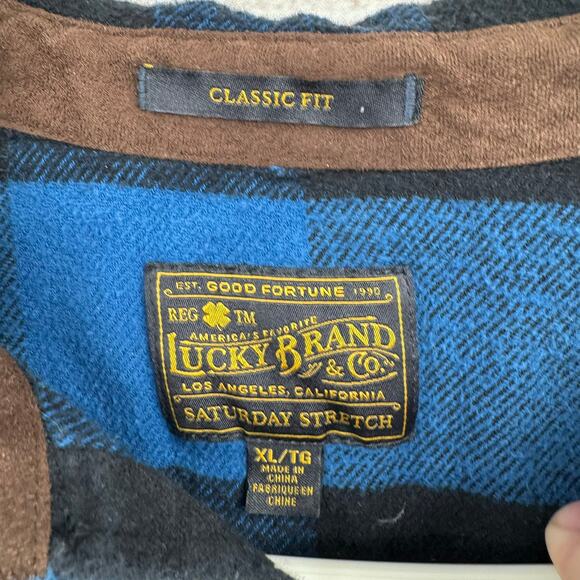 CLASSIC FIT
EST. GOOD FORTUNE 1990
REG TM
AMERICA'S FAVORITE
LUCKY BRAND
& CO.
LOS ANGELES, CALIFORNIA
SATURDAY STRETCH
XL/TG
MADE IN
CHINA
FABRIQUE EN
CHINE